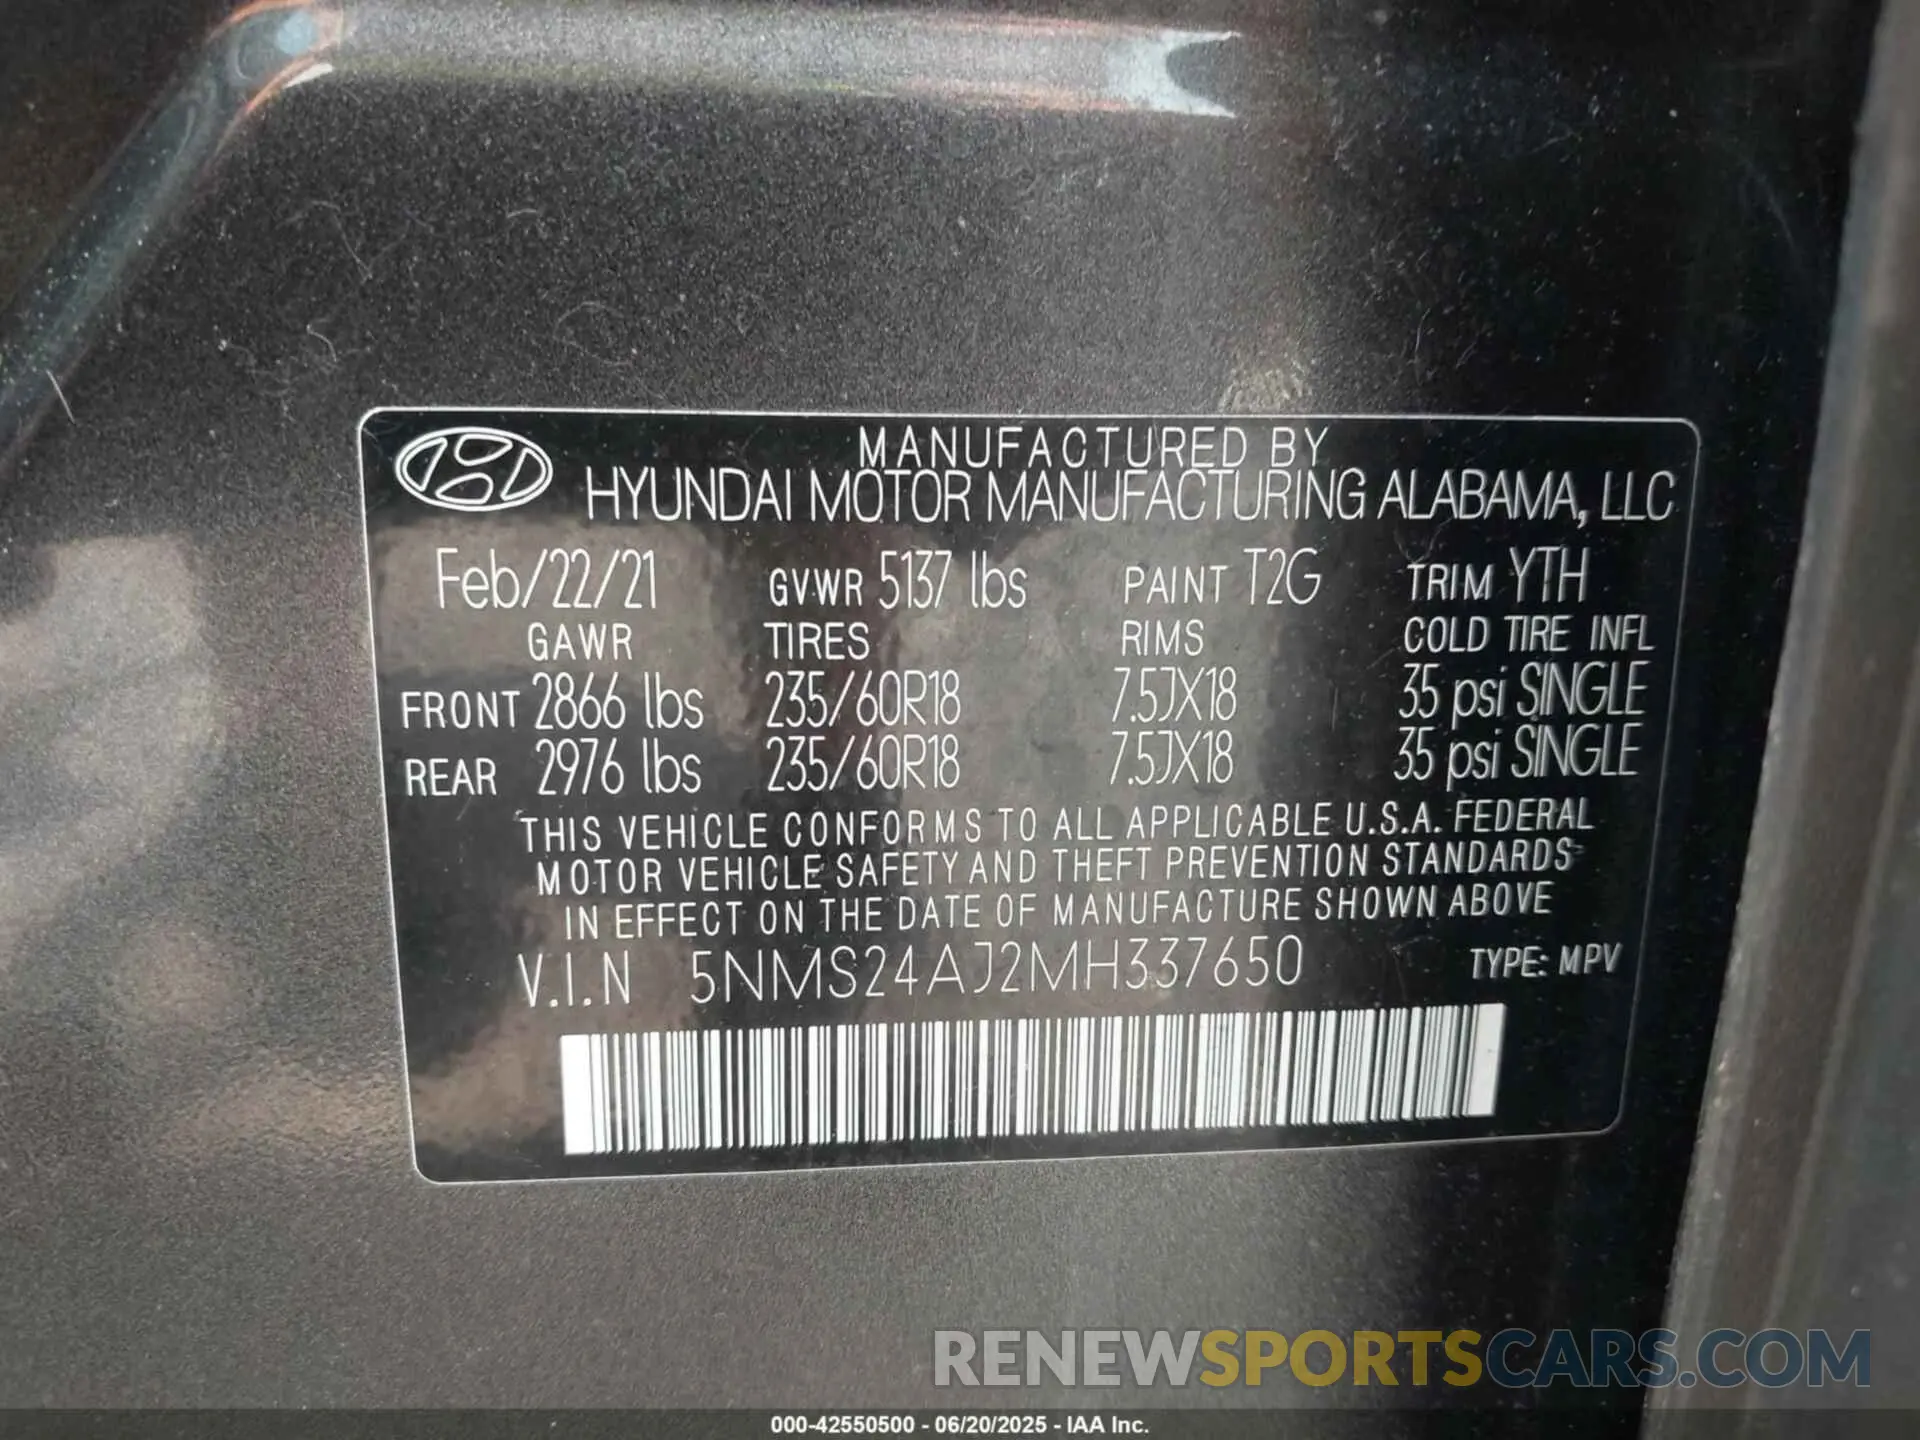 MANUFACTURED BY
HYUNDAI MOTOR MANUFACTURING ALABAMA, LLC
Feb/22/21 GVWR 5137 lbs PAINT T2G TRIM YTH
GAWR TIRES RIMS COLD TIRE INFL
FRONT 2866 lbs 235/60R18 7.5JX18 35 psi SINGLE
REAR 2976 lbs 235/60R18 7.5JX18 35 psi SINGLE
THIS VEHICLE CONFORMS TO ALL APPLICABLE U.S.A. FEDERAL
MOTOR VEHICLE SAFETY AND THEFT PREVENTION STANDARDS
IN EFFECT ON THE DATE OF MANUFACTURE SHOWN ABOVE
V.I.N 5NMS24AJ2MH337650 TYPE: MPV
RENEWSPORTSCARS.COM
000-42550500 - 06/20/2025 - IAA Inc.